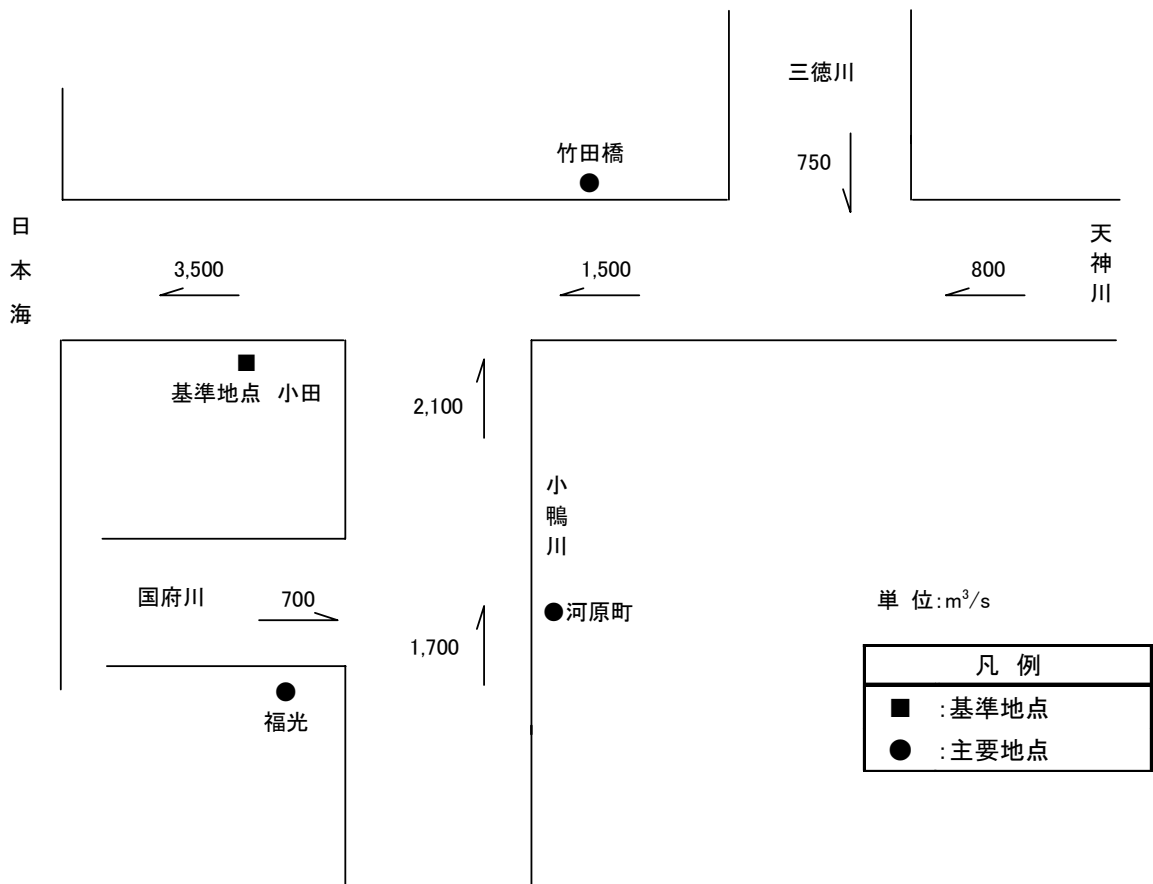 三徳川
750
竹田橋
日本海
3,500
1,500
800
天神川
基準地点 小田
2,100
小鴨川
国府川
700
河原町
1,700
福光
単 位:m³/s
凡 例
■ :基準地点
● :主要地点